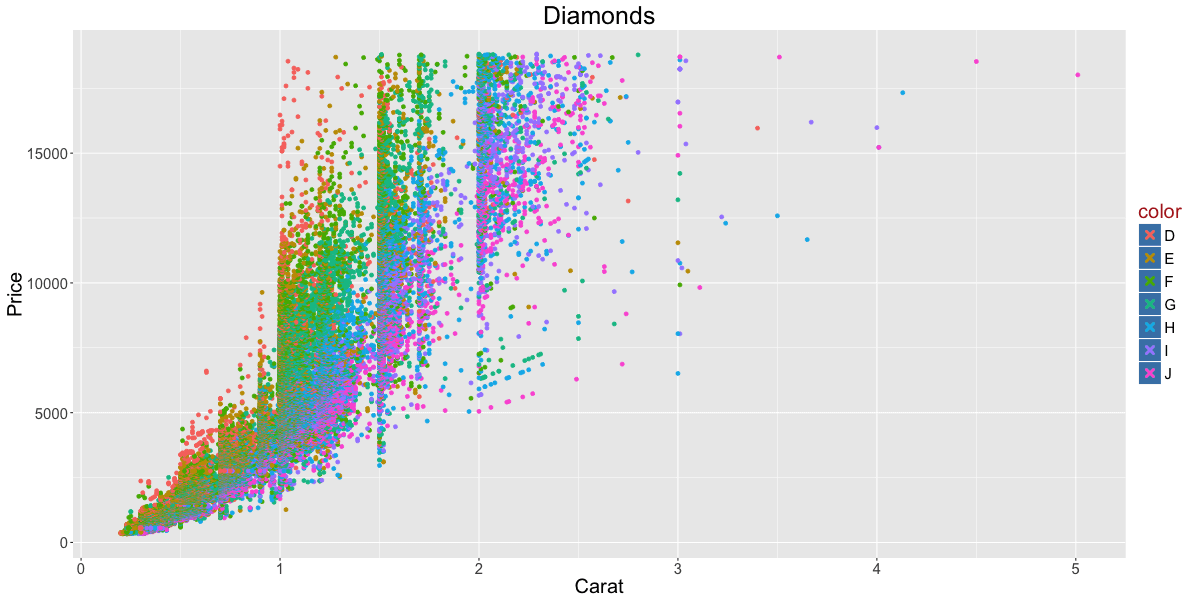 Diamonds
Price
15000
10000
5000
0
0 1 2 3 4 5
Carat
color
D
E
F
G
H
I
J